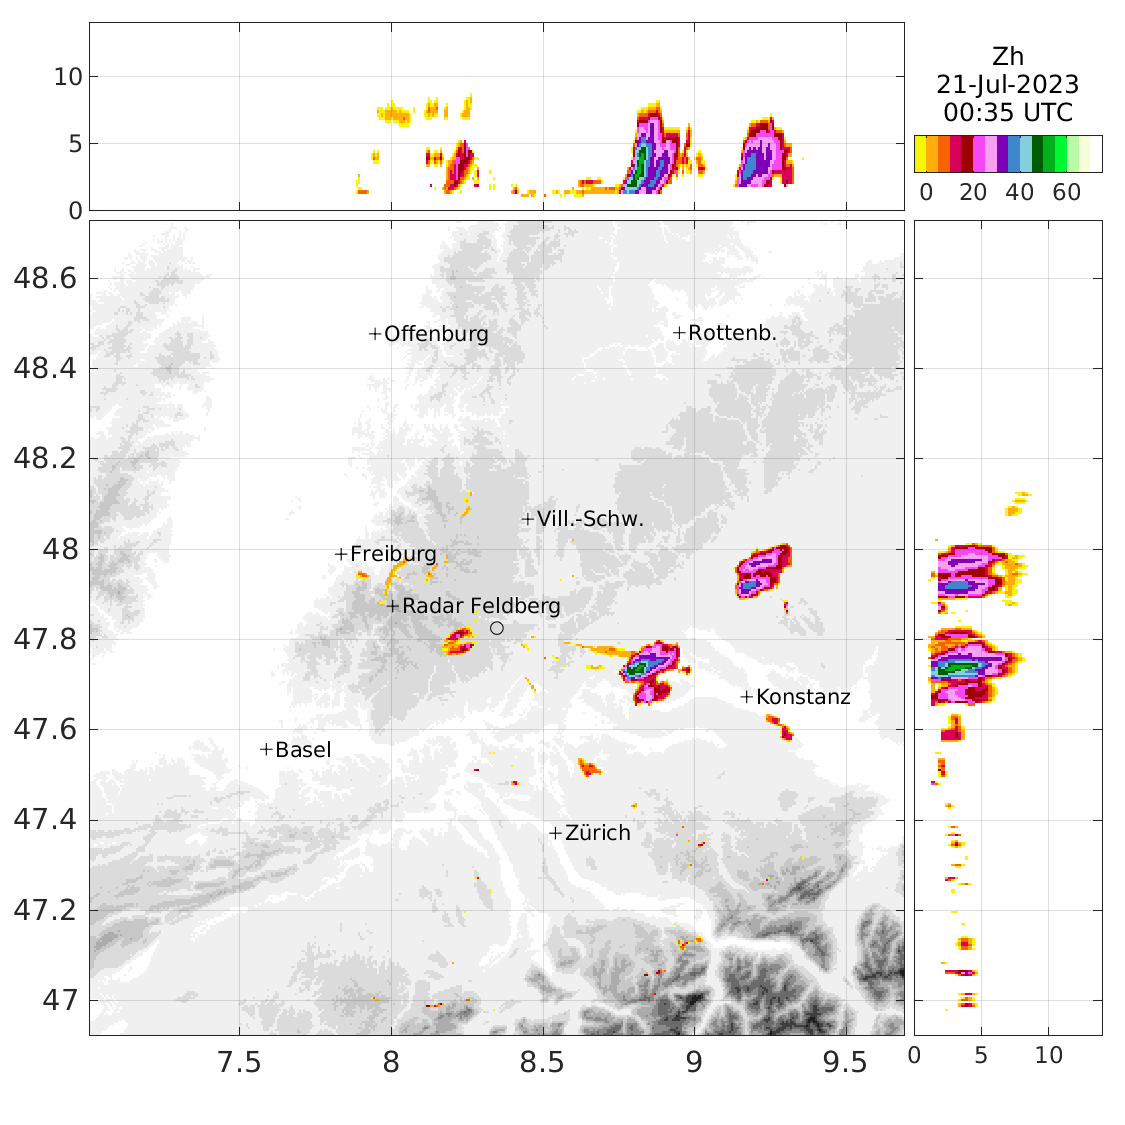 10
5
0
Zh
21-Jul-2023
00:35 UTC
0 20 40 60
48.6
48.4
48.2
48
47.8
47.6
47.4
47.2
47
+Offenburg
+Rottenb.
+Vill.-Schw.
+Freiburg
+Radar Feldberg
+Konstanz
+Basel
+Zürich
7.5 8 8.5 9 9.5
0 5 10